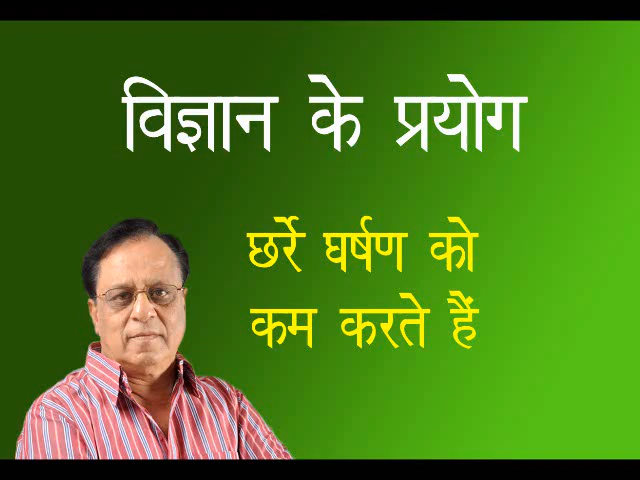 विज्ञान के प्रयोग
छर्रे घर्षण को
कम करते हैं